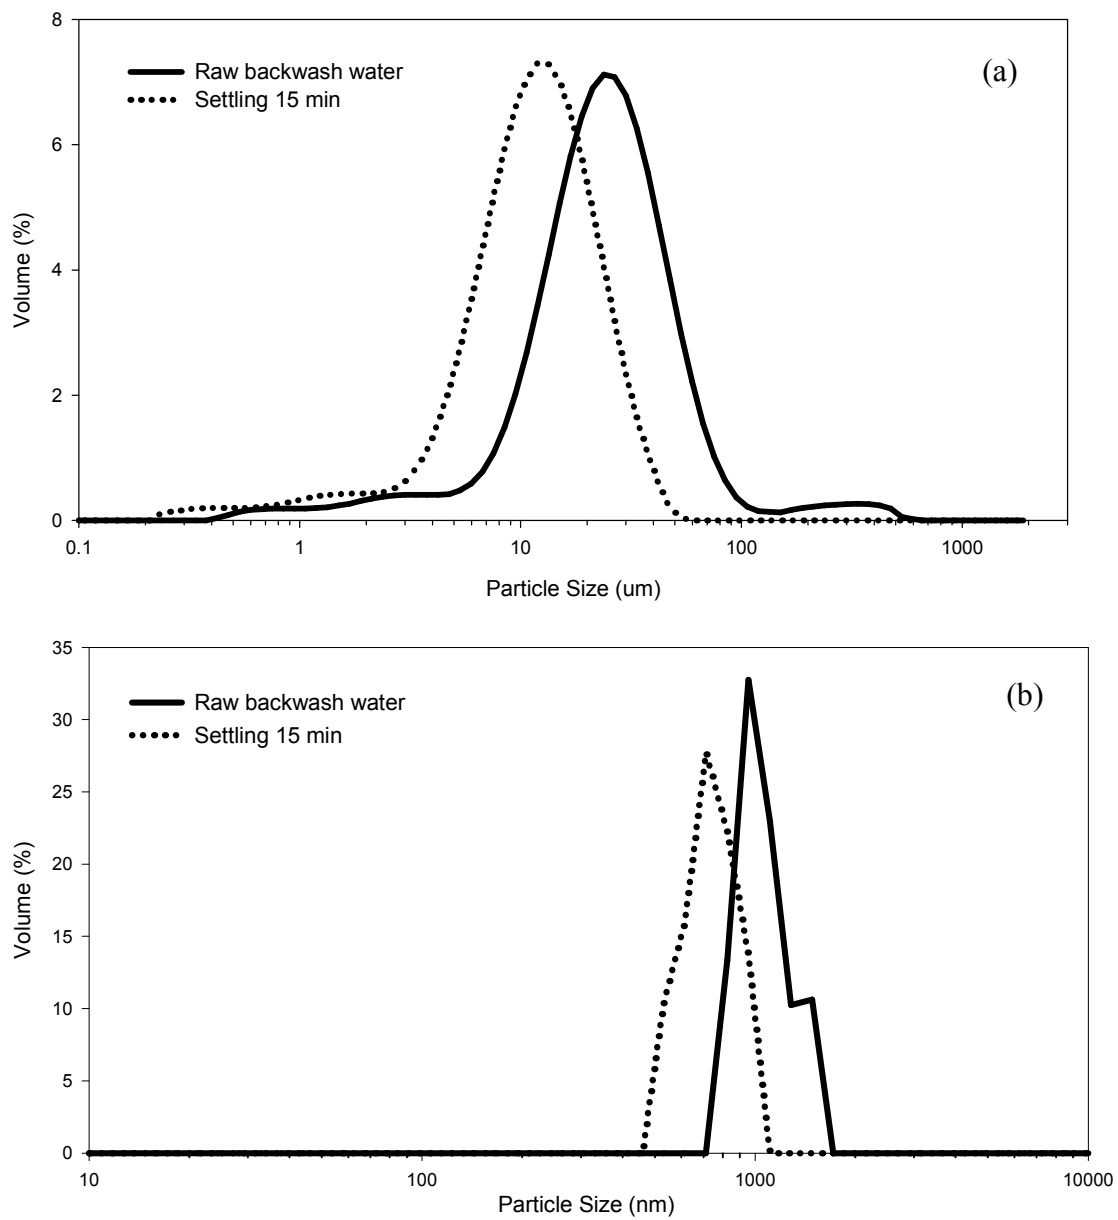 8
Raw backwash water
(a)
Settling 15 min
6
Volume (%)
4
2
0
0.1 1 10 100 1000
Particle Size (um)
35
Raw backwash water
(b)
30
Settling 15 min
25
Volume (%)
20
15
10
5
0
10 100 1000 10000
Particle Size (nm)